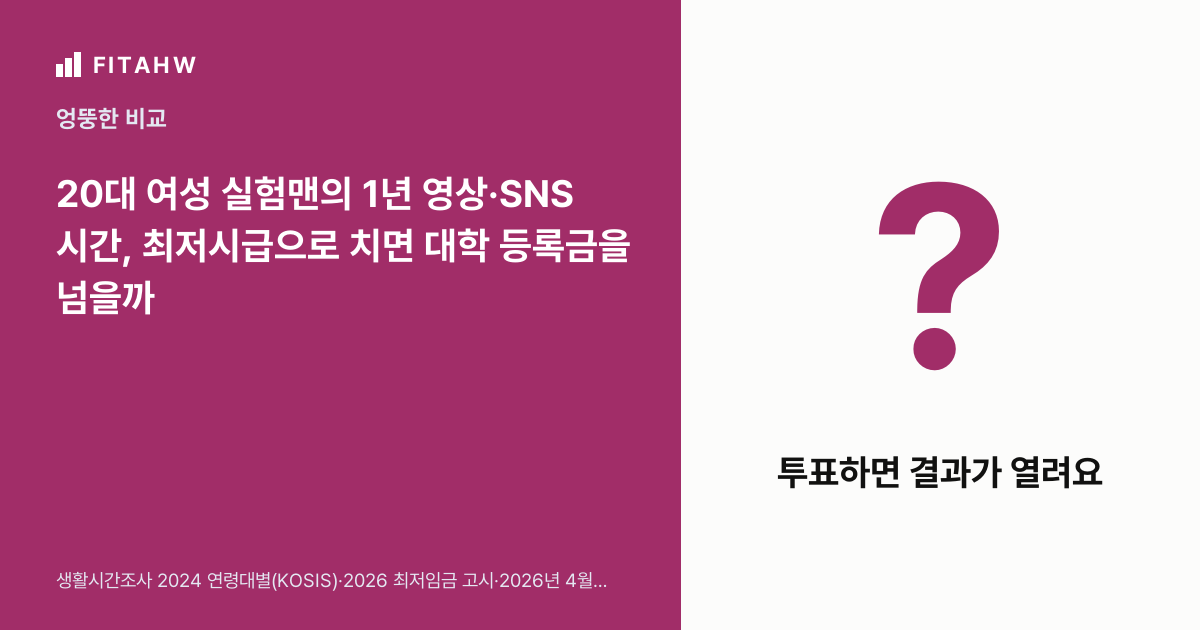 FITAHW
엉뚱한 비교
20대 여성 실험맨의 1년 영상·SNS
시간, 최저시급으로 치면 대학 등록금을
넘을까
생활시간조사 2024 연령대별(KOSIS)·2026 최저임금 고시·2026년 4월...
?
투표하면 결과가 열려요